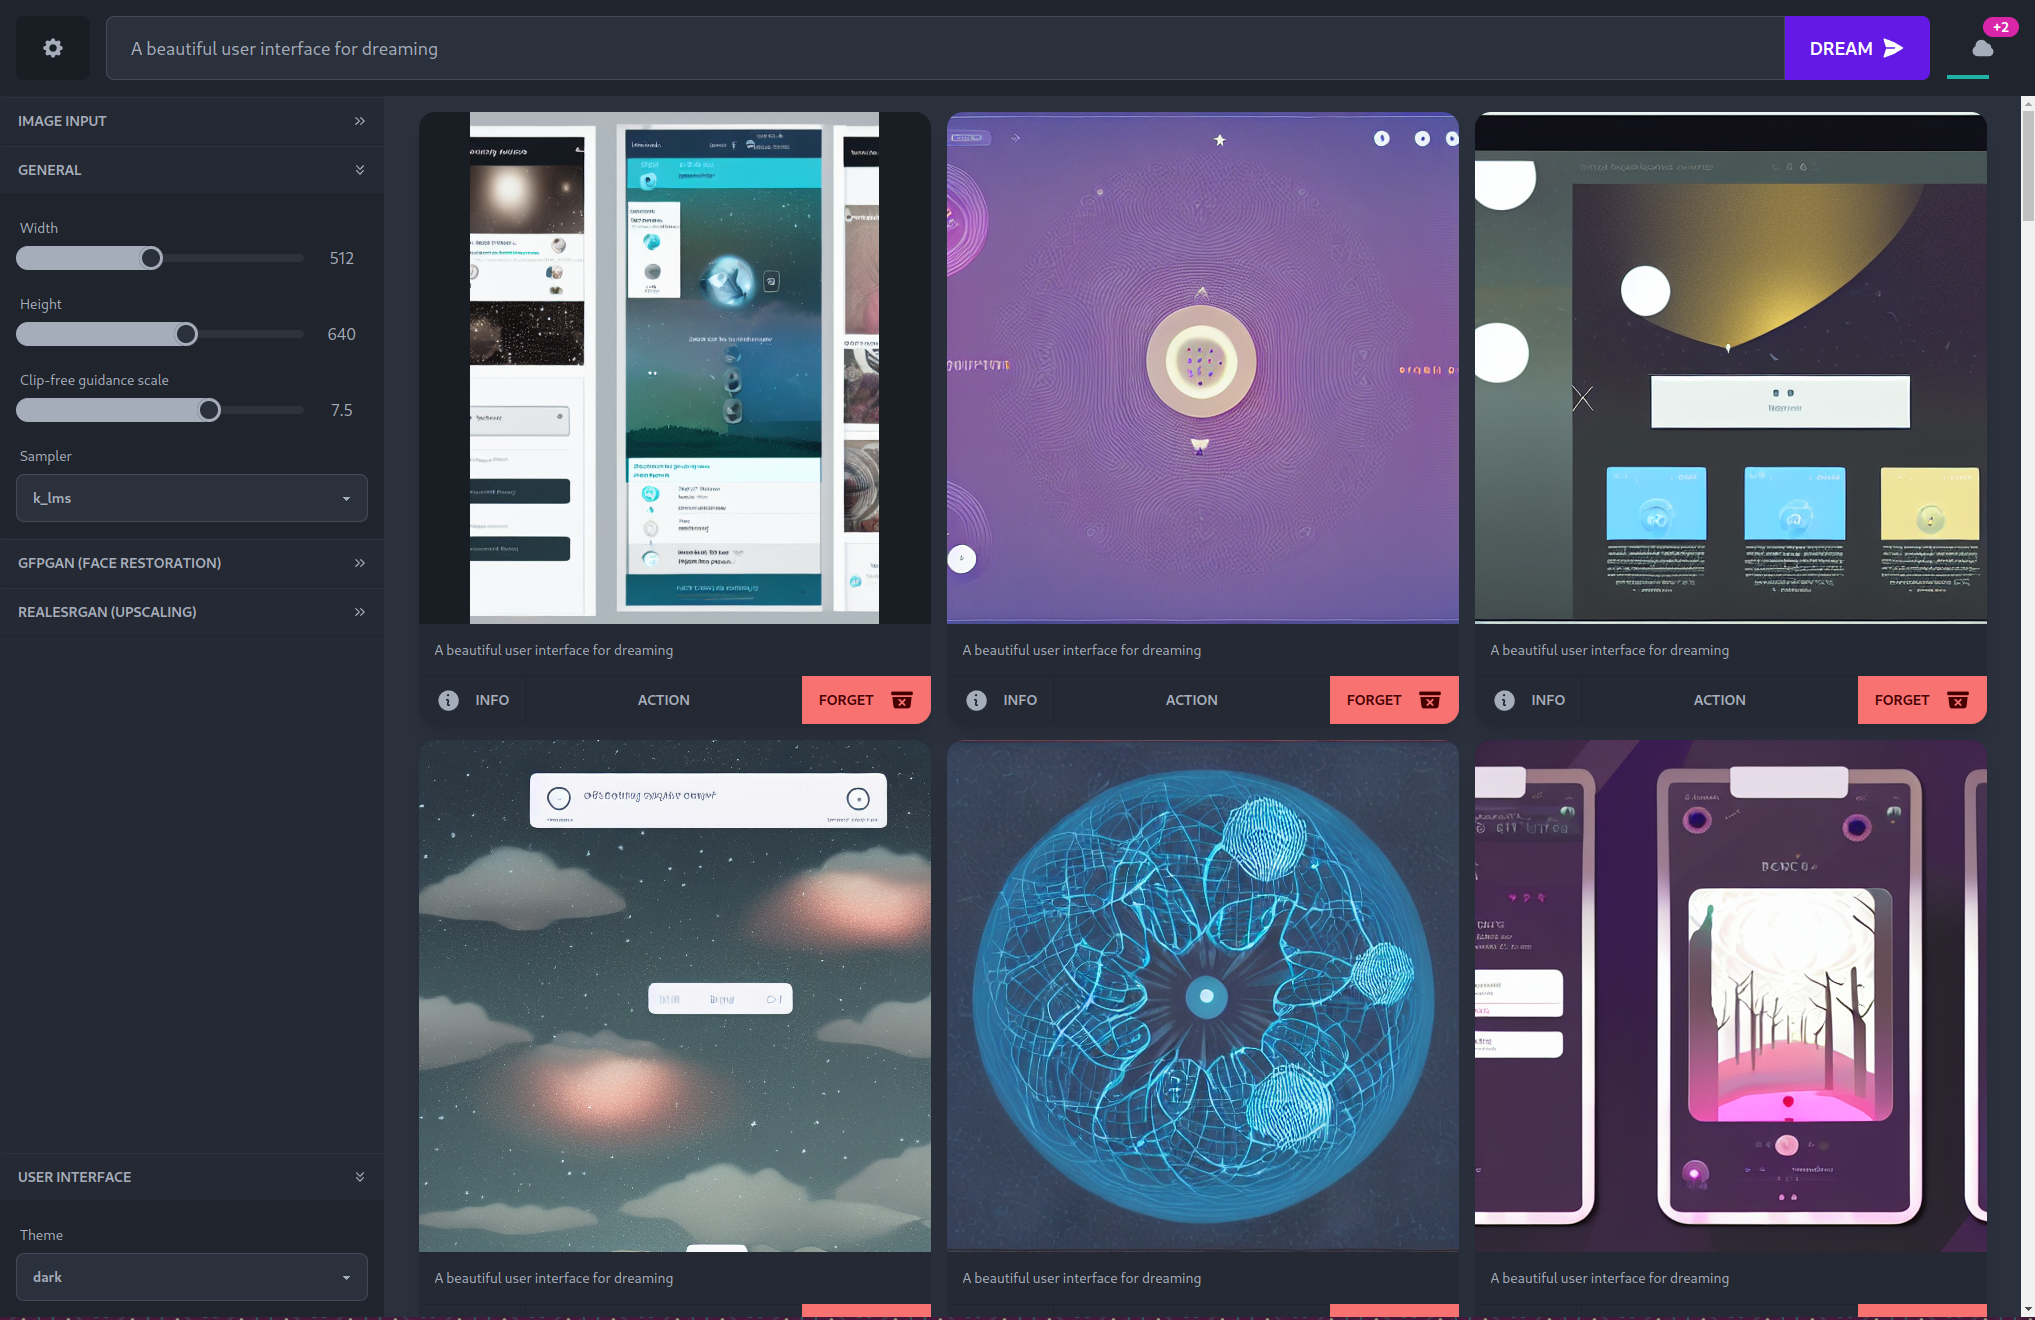 A beautiful user interface for dreaming
DREAM
+2
IMAGE INPUT
GENERAL
Width
512
Height
640
Clip-free guidance scale
7.5
Sampler
k_lms
GFPGAN (FACE RESTORATION)
REALESRGAN (UPSCALING)
USER INTERFACE
Theme
dark
A beautiful user interface for dreaming
INFO
ACTION
FORGET
A beautiful user interface for dreaming
INFO
ACTION
FORGET
A beautiful user interface for dreaming
INFO
ACTION
FORGET
A beautiful user interface for dreaming
A beautiful user interface for dreaming
A beautiful user interface for dreaming